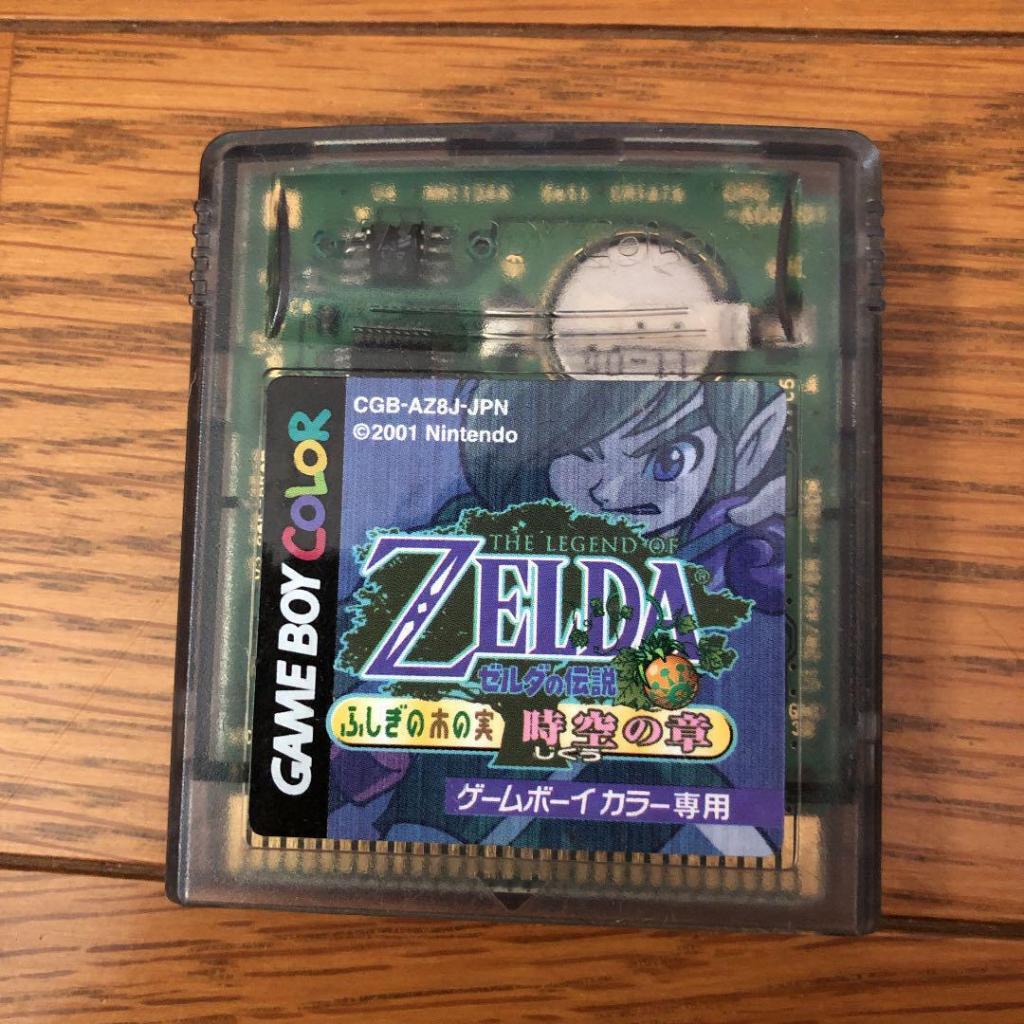 GAME BOY COLOR
CGB-AZ8J-JPN
©2001 Nintendo
THE LEGEND OF
ZELDA®
ゼルダの伝説
ふしぎの木の実 時空の章
じくう
ゲームボーイカラー専用